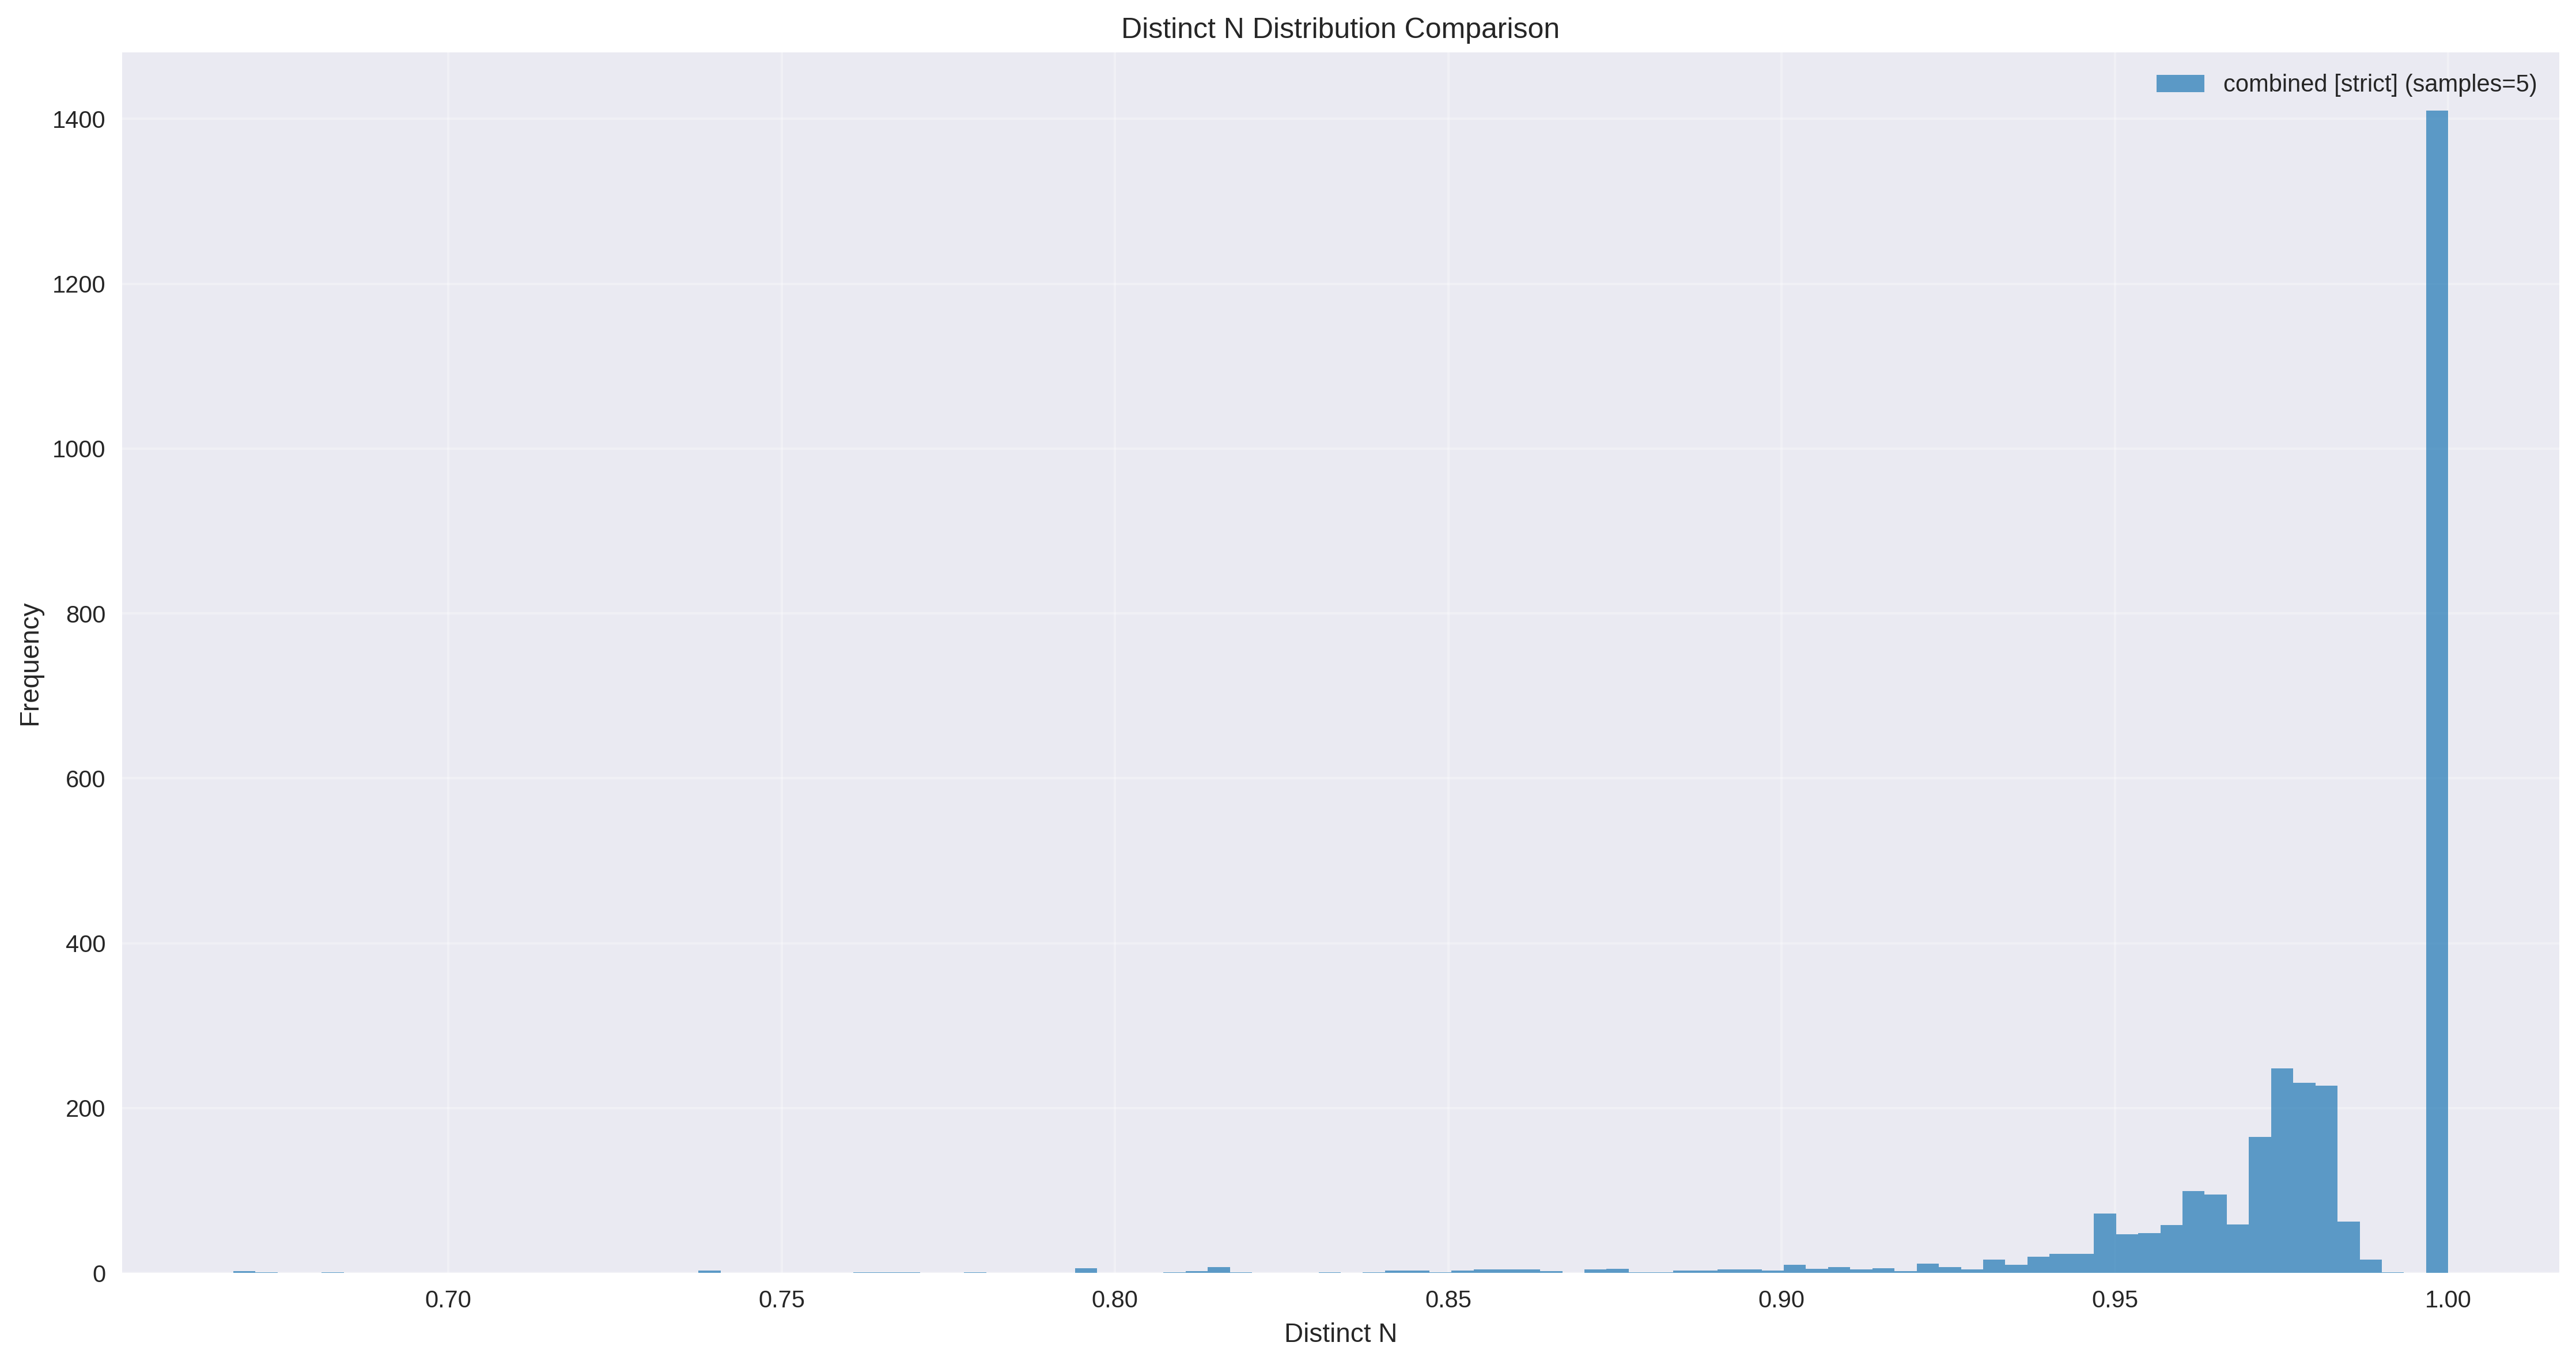 Distinct N Distribution Comparison
combined [strict] (samples=5)
1400
1200
1000
800
600
400
200
0
Frequency
0.70 0.75 0.80 0.85 0.90 0.95 1.00
Distinct N